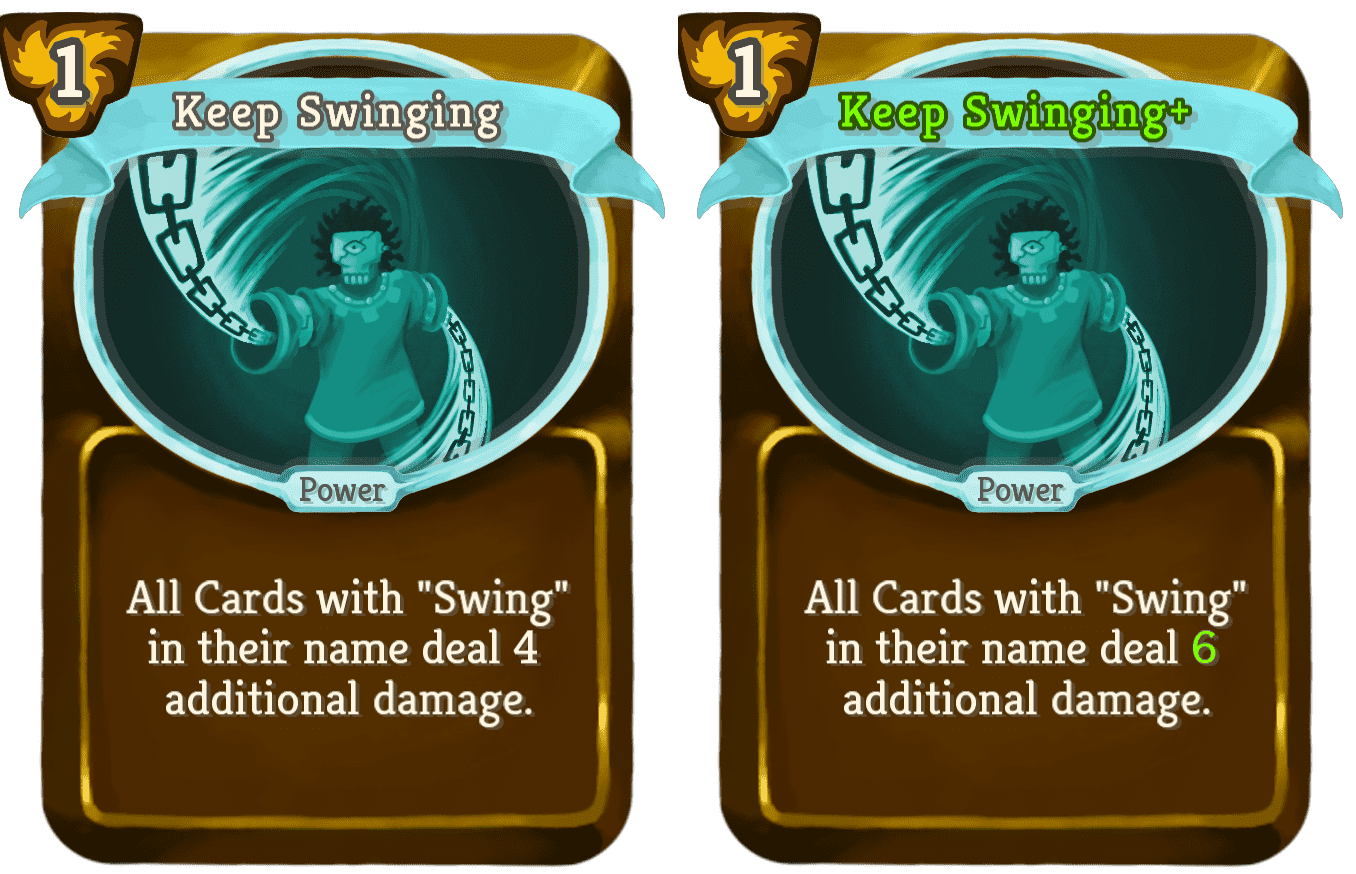 1
Keep Swinging
Power
All Cards with "Swing"
in their name deal 4
additional damage.
1
Keep Swinging+
Power
All Cards with "Swing"
in their name deal 6
additional damage.